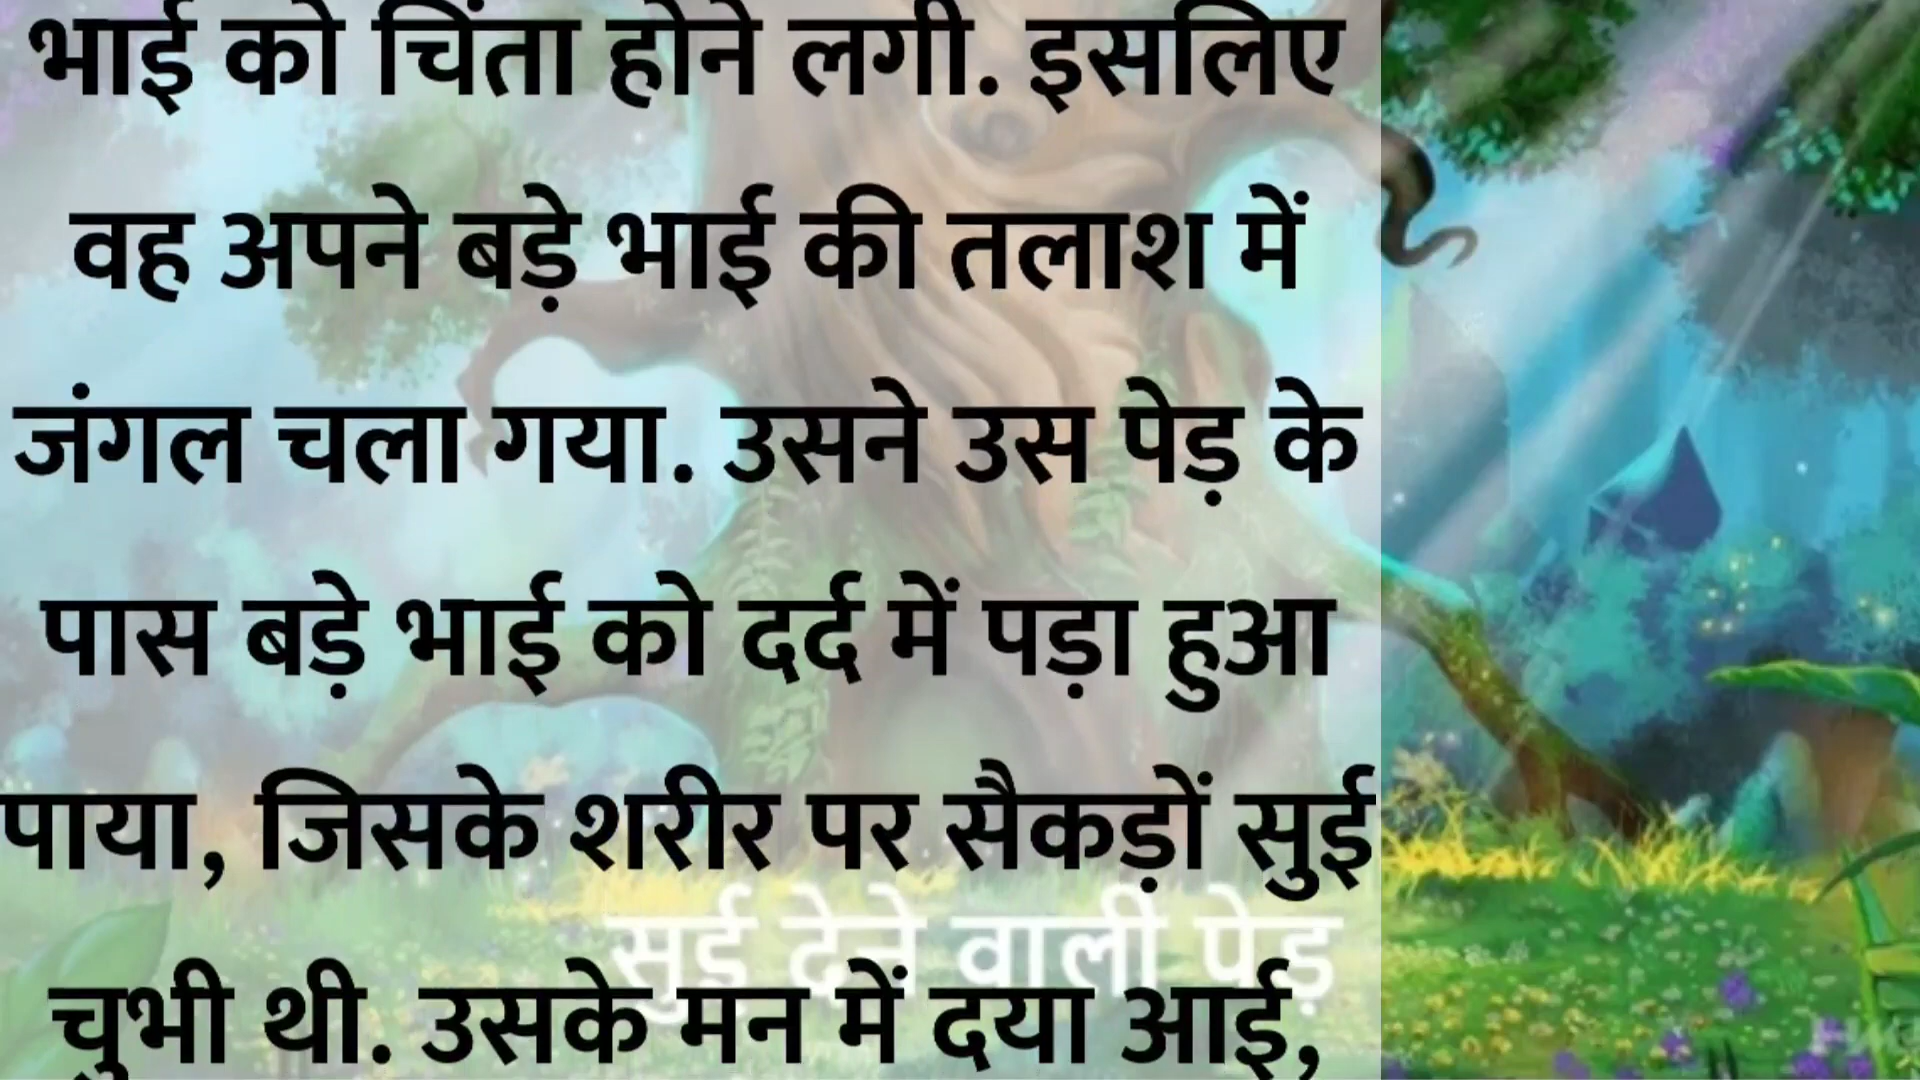 भाई को चिंता होने लगी. इसलिए
वह अपने बड़े भाई की तलाश में
जंगल चला गया. उसने उस पेड़ के
पास बड़े भाई को दर्द में पड़ा हुआ
पाया, जिसके शरीर पर सैकड़ों सुई
सुई देने वाली पेड़
चुभी थी. उसके मन में दया आई,